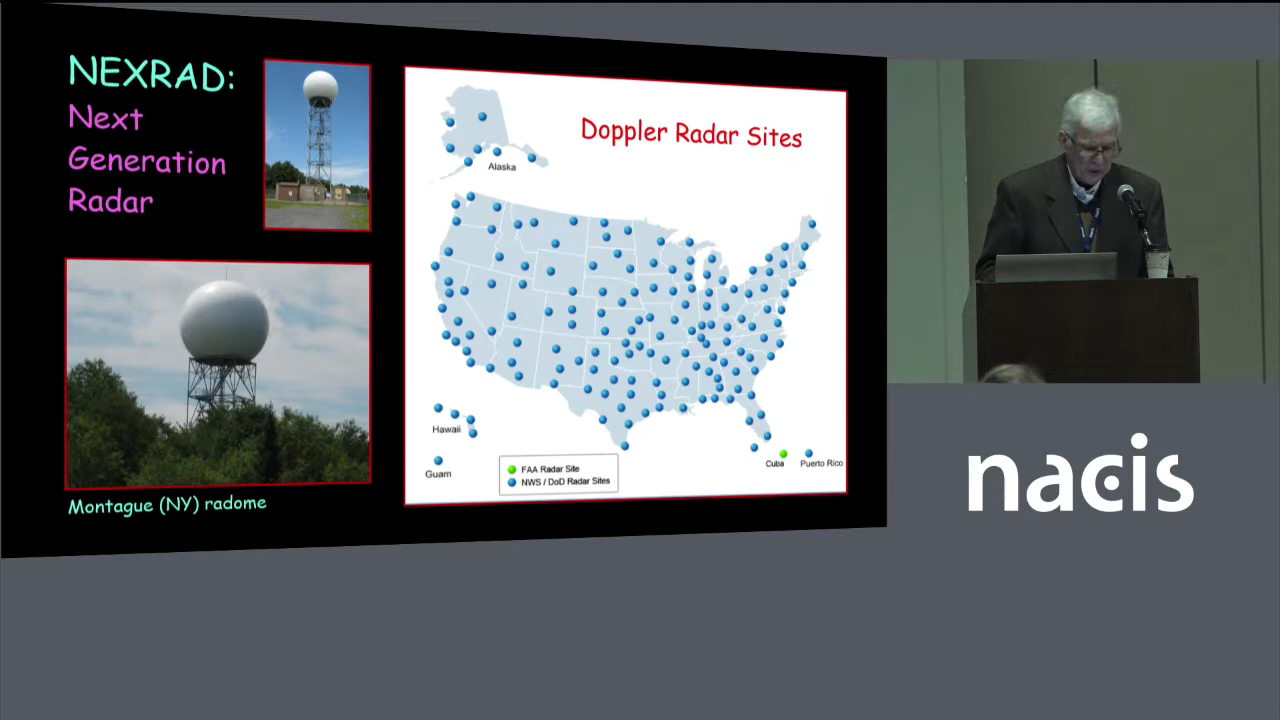 NEXRAD:
Next
Generation
Radar
Montague (NY) radome
Doppler Radar Sites
Alaska
Hawaii
Guam
FAA Radar Site
NWS / DoD Radar Sites
Cuba
Puerto Rico
nacis